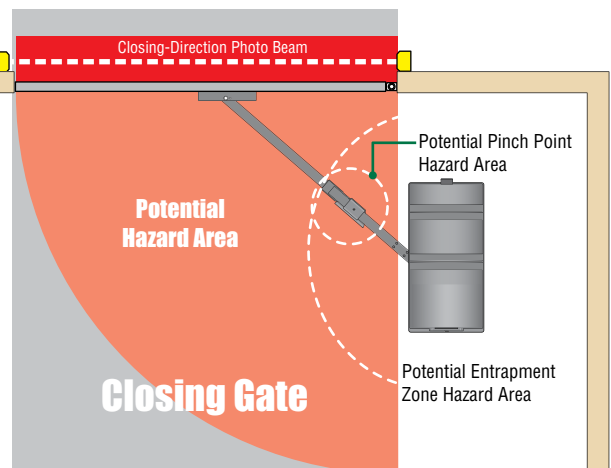 Closing-Direction Photo Beam
Potential Pinch Point
Hazard Area
Potential
Hazard Area
Potential Entrapment
Zone Hazard Area
Closing Gate